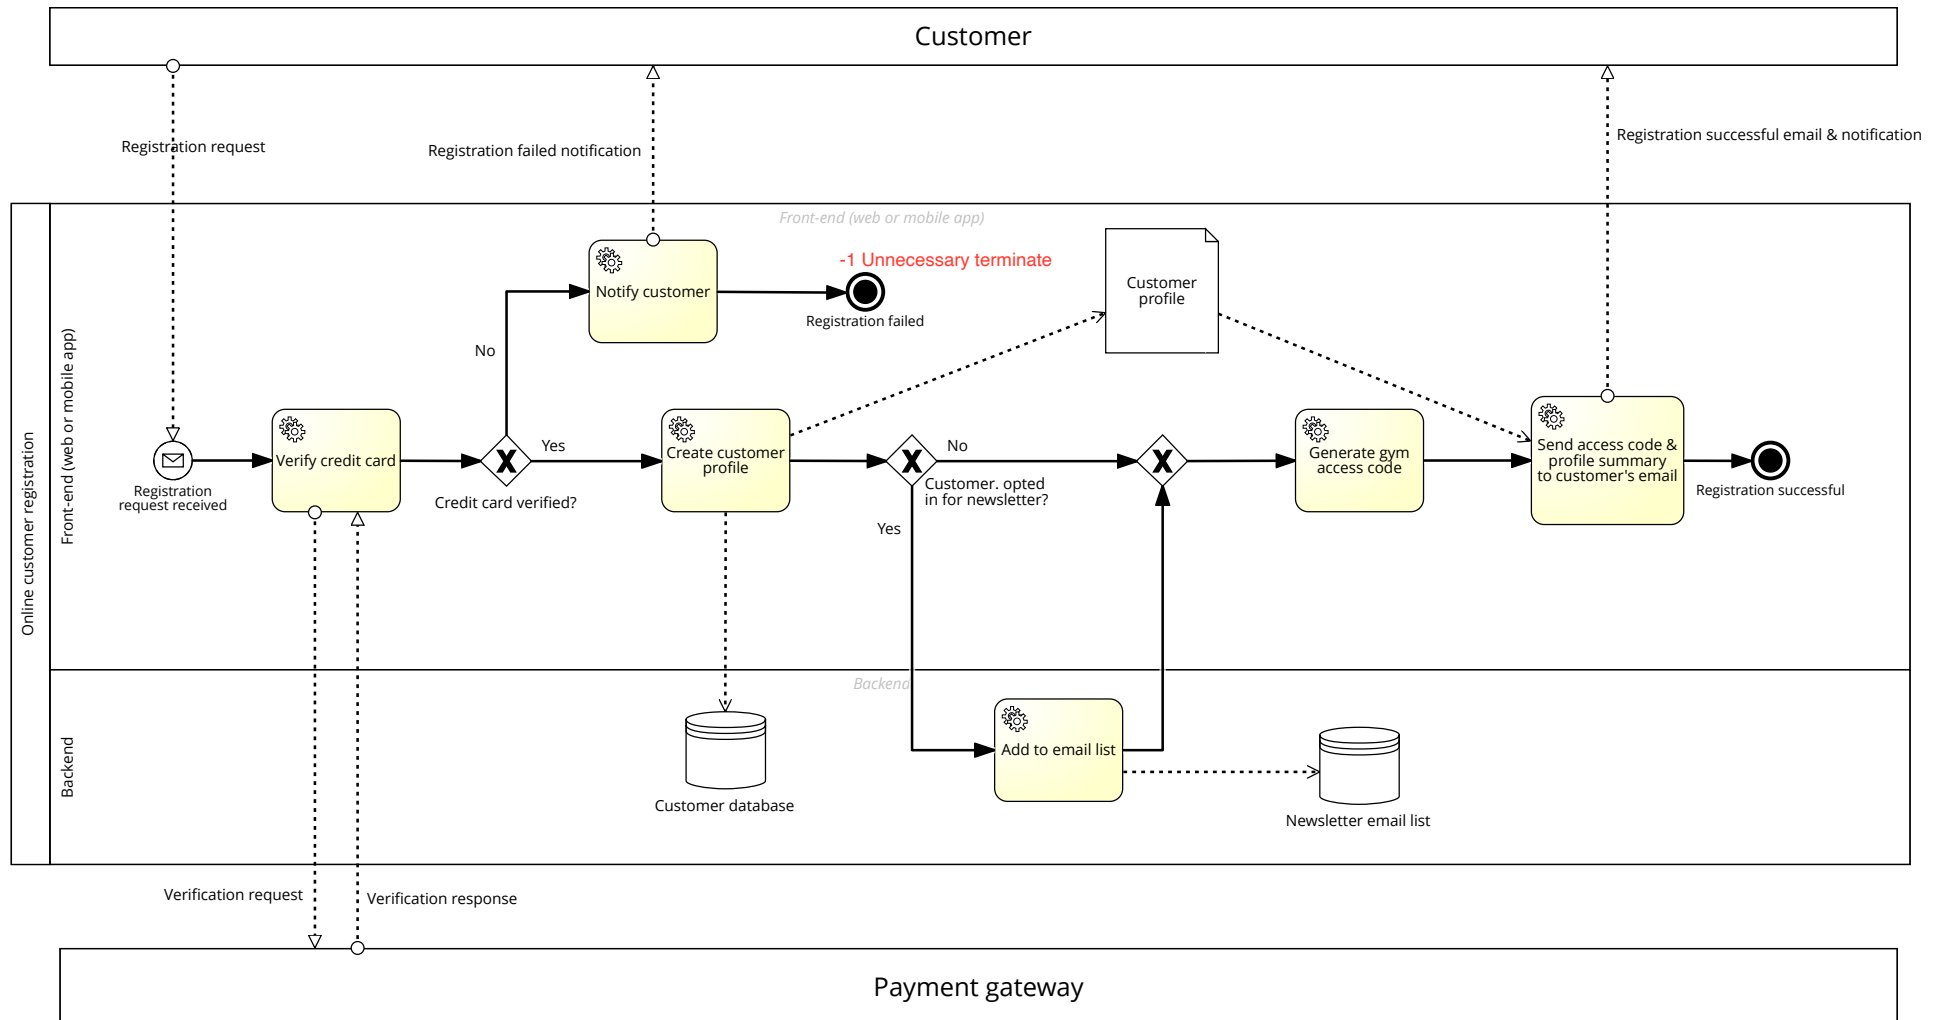 Customer
Registration request
Registration failed notification
Registration successful email & notification
Online customer registration
Front-end (web or mobile app)
Front-end (web or mobile app)
-1 Unnecessary terminate
Notify customer
Registration failed
Customer
profile
No
Registration
request received
Verify credit card
Credit card verified?
Yes
Create customer
profile
No
Customer. opted
in for newsletter?
Yes
Generate gym
access code
Send access code &
profile summary
to customer's email
Registration successful
Backend
Backend
Customer database
Add to email list
Newsletter email list
Verification request
Verification response
Payment gateway